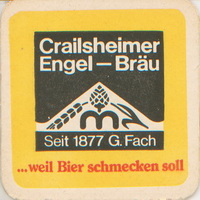 Crailsheimer
Engel – Bräu
Seit 1877 G. Fach
...weil Bier schmecken soll